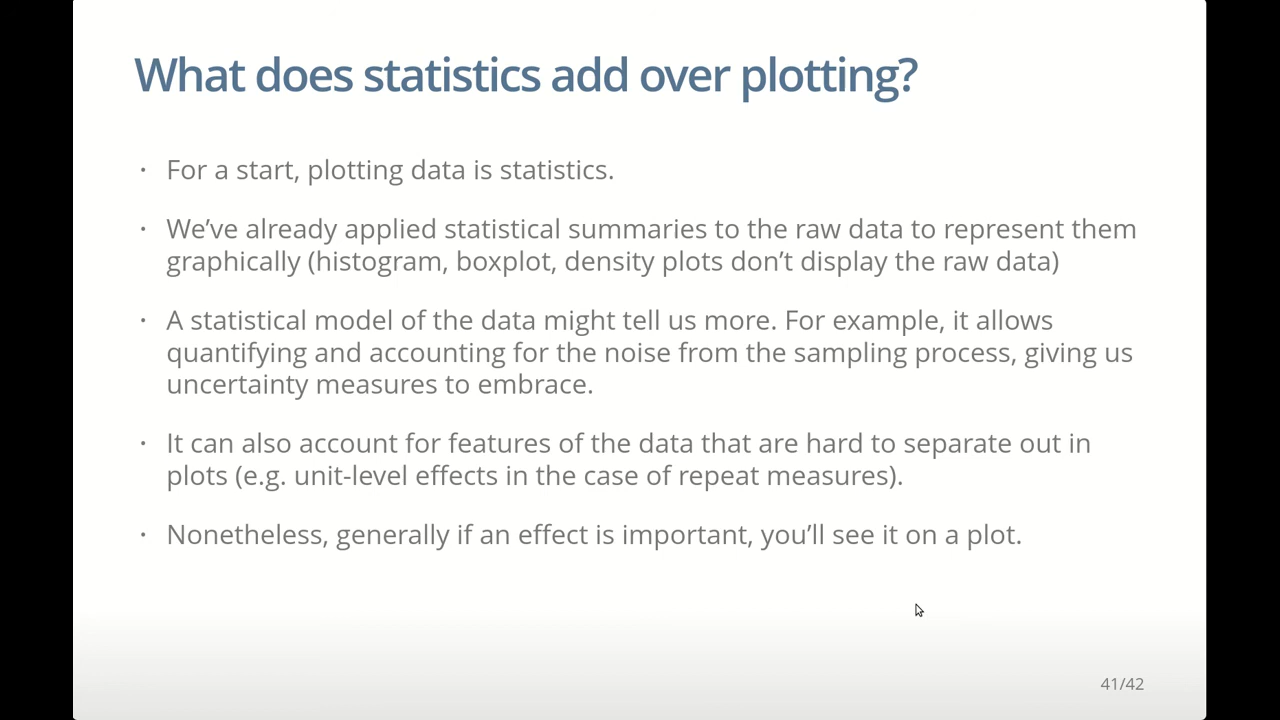 What does statistics add over plotting?
· For a start, plotting data is statistics.
· We’ve already applied statistical summaries to the raw data to represent them
graphically (histogram, boxplot, density plots don’t display the raw data)
· A statistical model of the data might tell us more. For example, it allows
quantifying and accounting for the noise from the sampling process, giving us
uncertainty measures to embrace.
· It can also account for features of the data that are hard to separate out in
plots (e.g. unit-level effects in the case of repeat measures).
· Nonetheless, generally if an effect is important, you’ll see it on a plot.
41/42